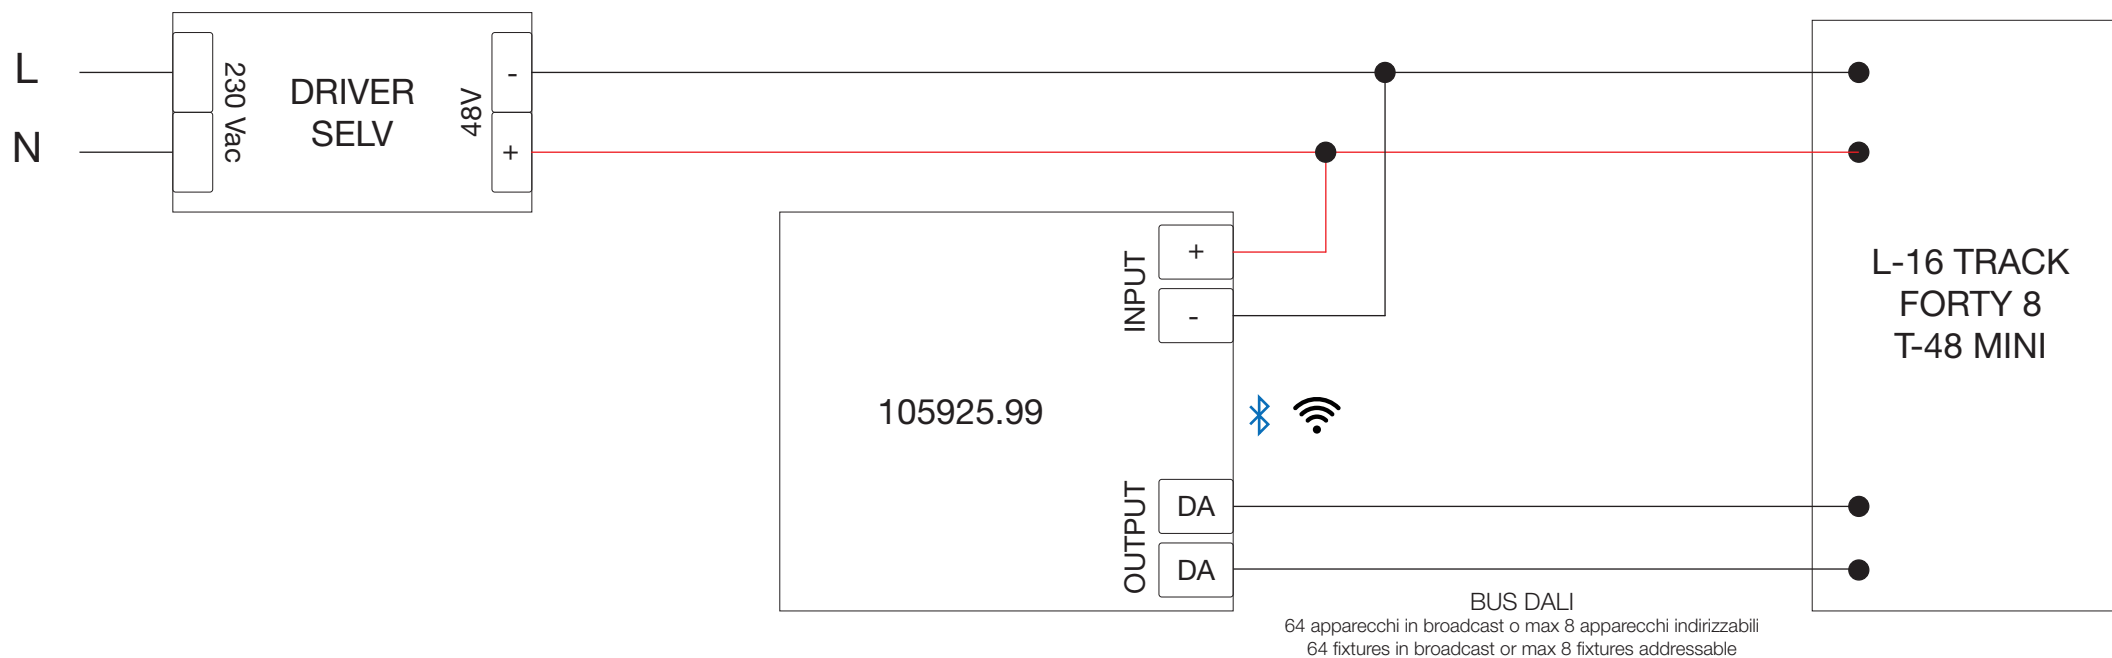 L
N
230 Vac
DRIVER
SELV
48V
-
+
INPUT
+
-
105925.99
OUTPUT
DA
DA
L-16 TRACK
FORTY 8
T-48 MINI
BUS DALI
64 apparecchi in broadcast o max 8 apparecchi indirizzabili
64 fixtures in broadcast or max 8 fixtures addressable